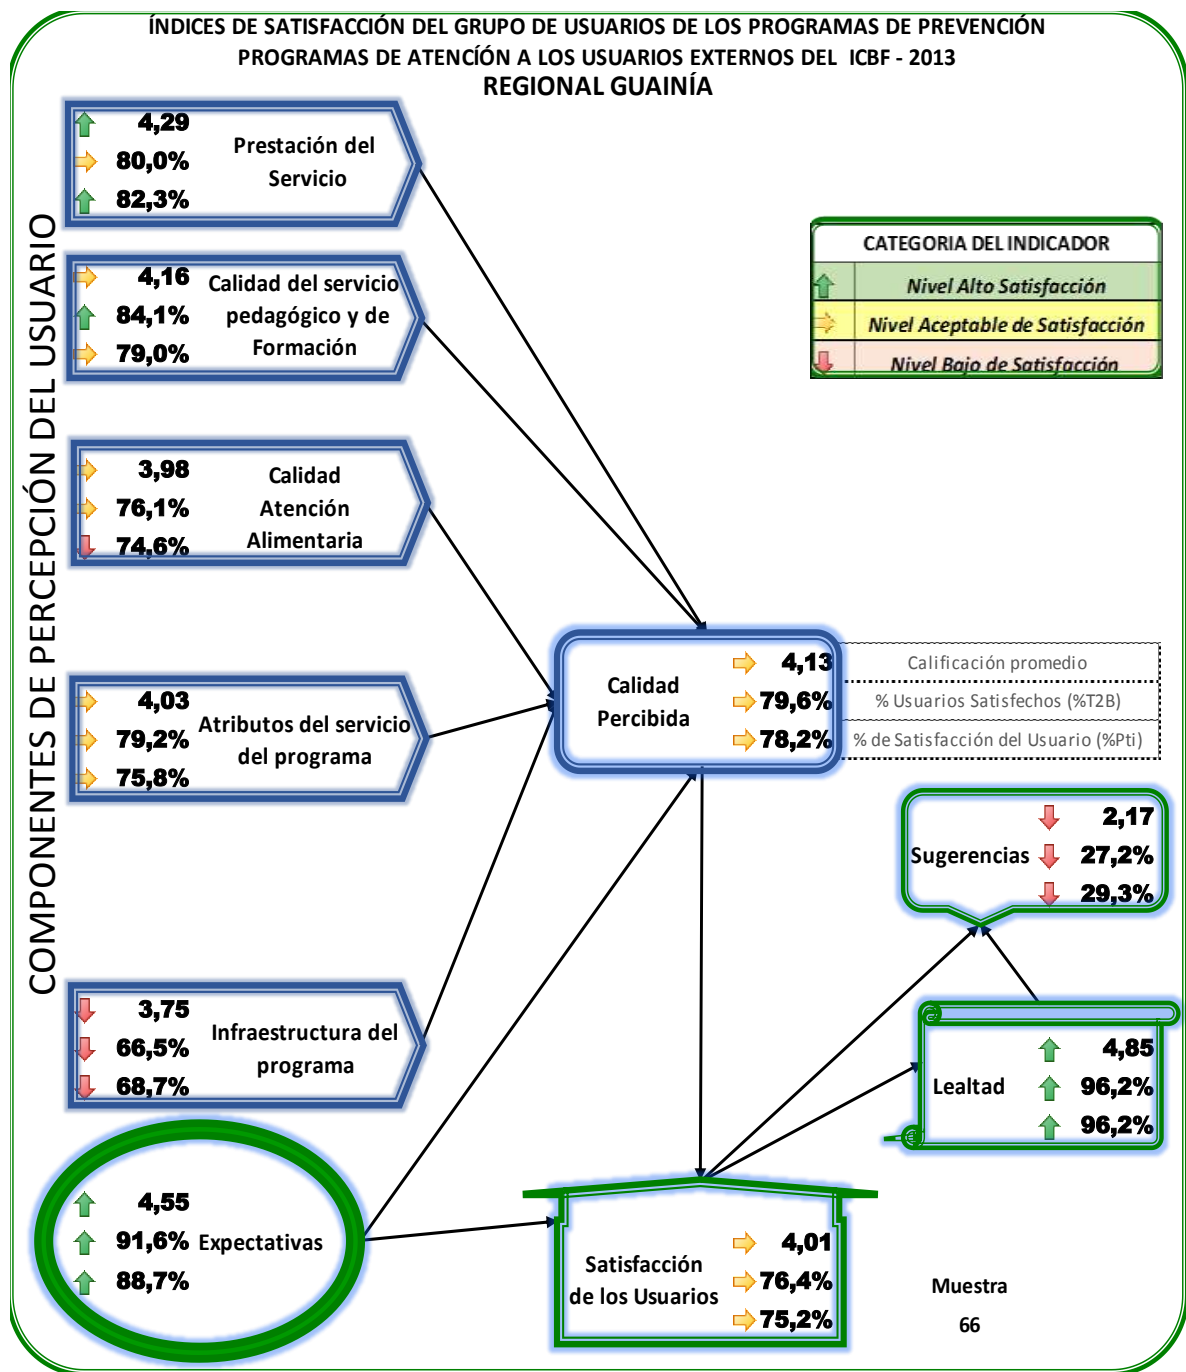 ÍNDICES DE SATISFACCIÓN DEL GRUPO DE USUARIOS DE LOS PROGRAMAS DE PREVENCIÓN
PROGRAMAS DE ATENCÍÓN A LOS USUARIOS EXTERNOS DEL ICBF - 2013
REGIONAL GUAINÍA
COMPONENTES DE PERCEPCIÓN DEL USUARIO
4,29
80,0%
82,3%
Prestación del
Servicio
4,16
84,1%
79,0%
Calidad del servicio
pedagógico y de
Formación
CATEGORIA DEL INDICADOR
Nivel Alto Satisfacción
Nivel Aceptable de Satisfacción
Nivel Bajo de Satisfacción
3,98
76,1%
74,6%
Calidad
Atención
Alimentaria
4,03
79,2%
75,8%
Atributos del servicio
del programa
Calidad
Percibida
4,13
79,6%
78,2%
Calificación promedio
% Usuarios Satisfechos (%T2B)
% de Satisfacción del Usuario (%Pti)
Sugerencias
2,17
27,2%
29,3%
3,75
66,5%
68,7%
Infraestructura del
programa
Lealtad
4,85
96,2%
96,2%
4,55
91,6%
88,7%
Expectativas
Satisfacción
de los Usuarios
4,01
76,4%
75,2%
Muestra
66